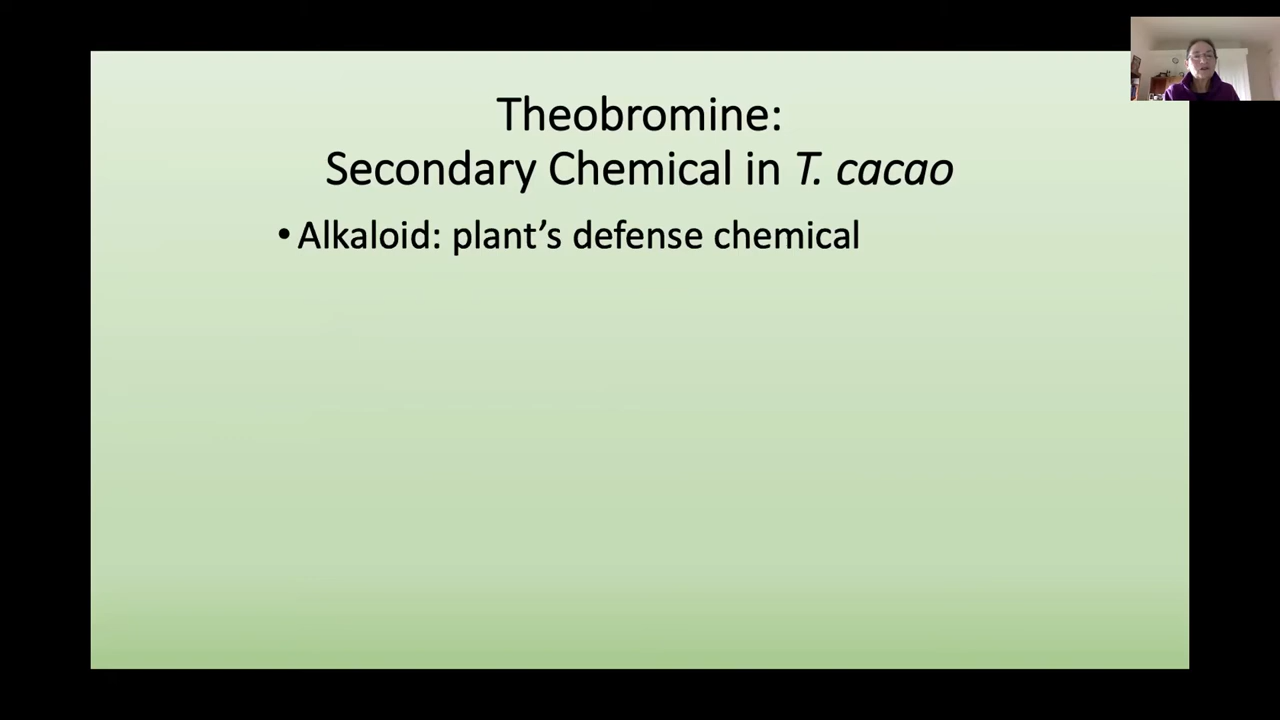 Theobromine:
Secondary Chemical in T. cacao
• Alkaloid: plant’s defense chemical